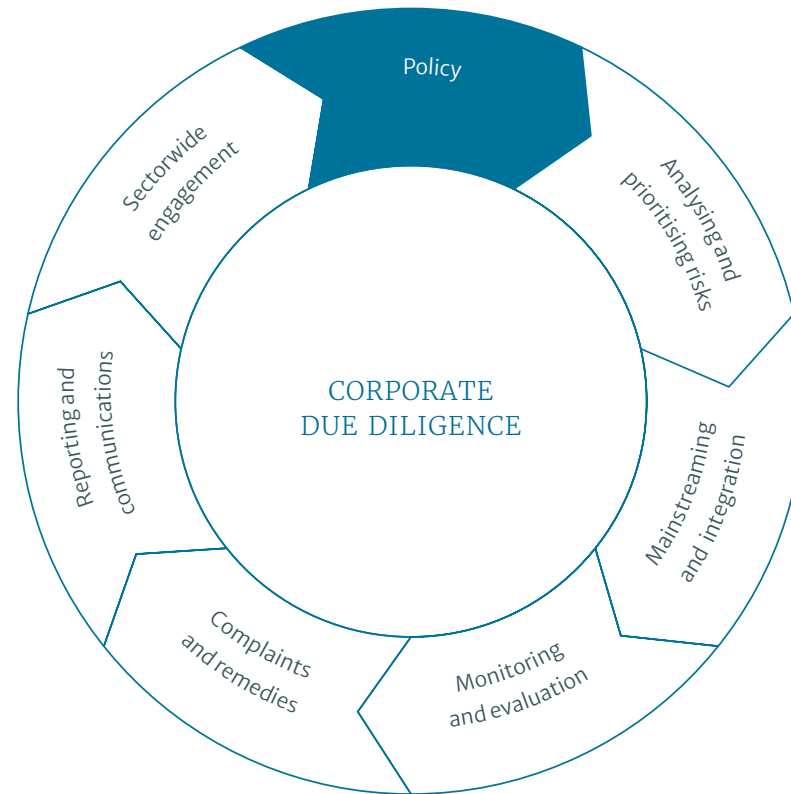 Policy
Analysing and
prioritising risks
Mainstreaming
and integration
Monitoring
and evaluation
Complaints
and remedies
Reporting and
communications
Sectorwide
engagement
CORPORATE
DUE DILIGENCE